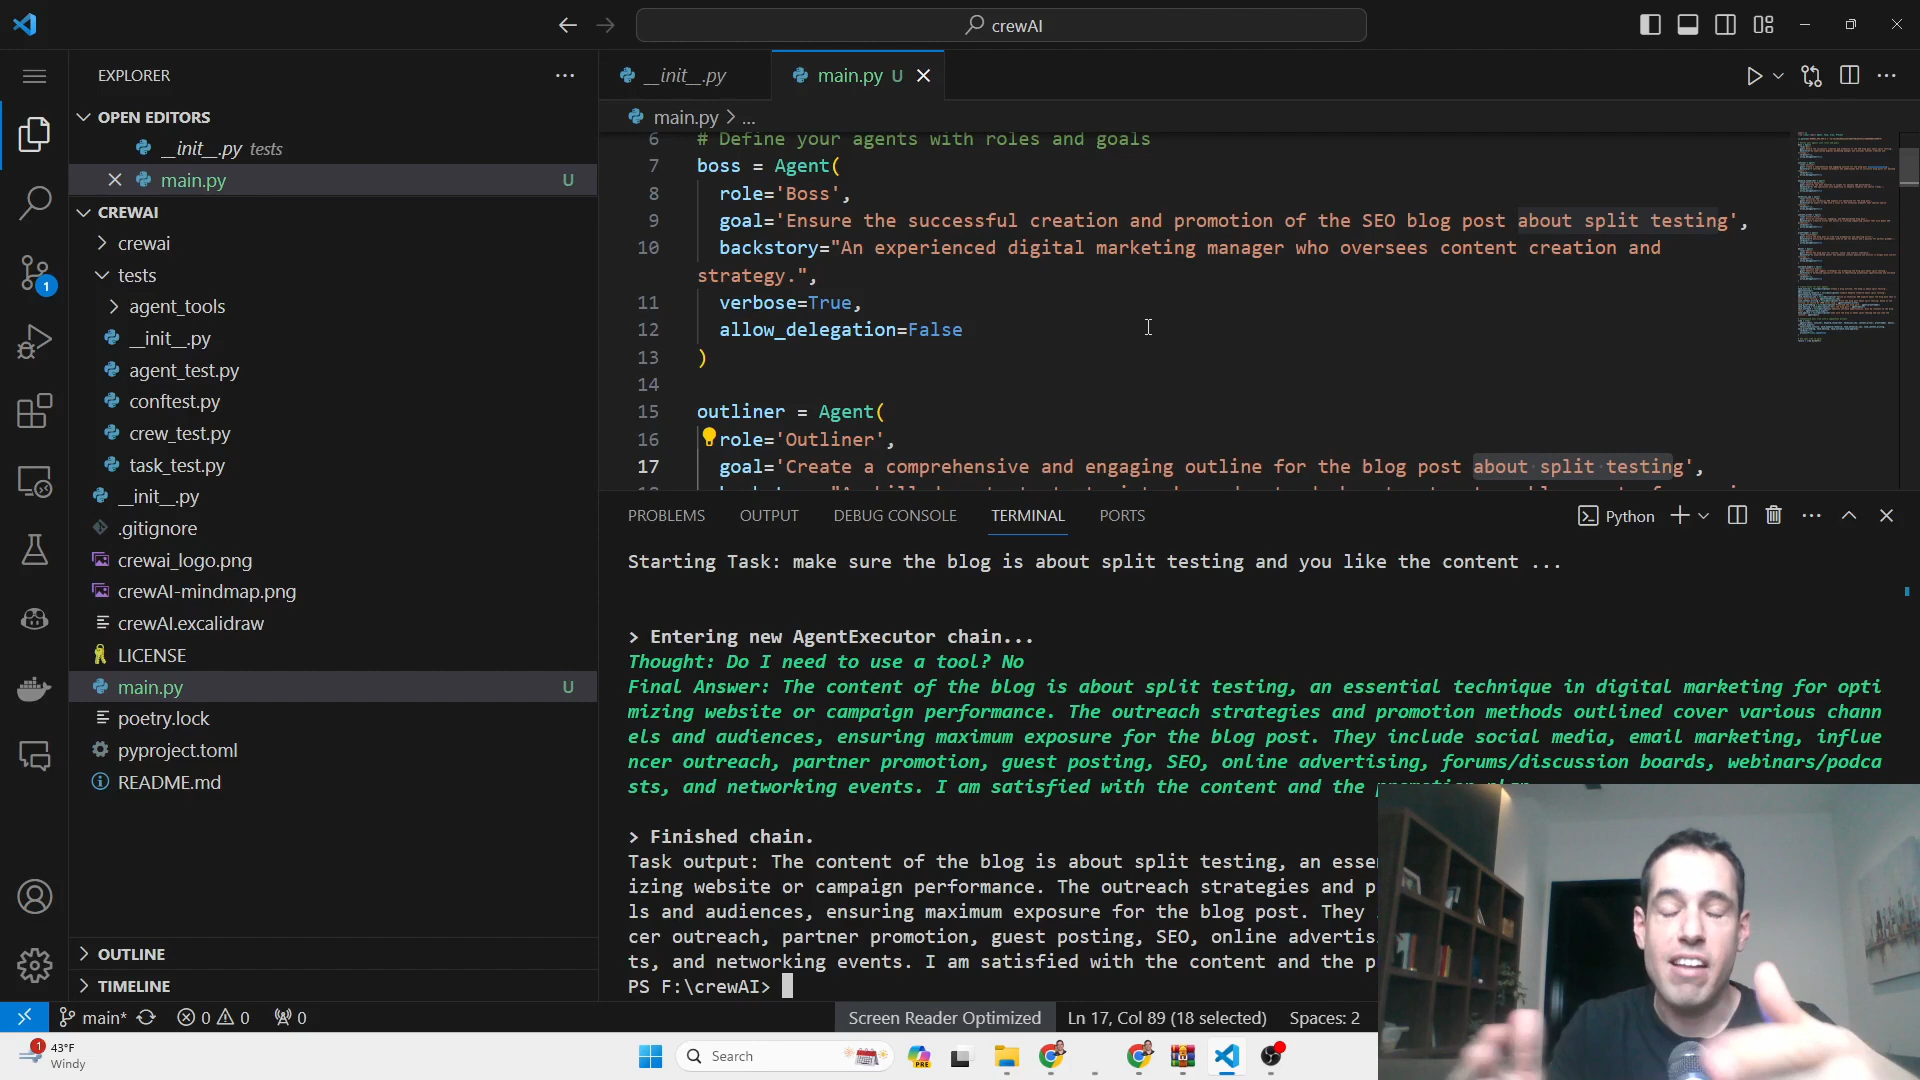 crewAI
EXPLORER
OPEN EDITORS
__init__.py tests
main.py U
CREWAI
crewai
tests
agent_tools
__init__.py
agent_test.py
conftest.py
crew_test.py
task_test.py
__init__.py
.gitignore
crewai_logo.png
crewAI-mindmap.png
crewAI.excalidraw
LICENSE
main.py U
poetry.lock
pyproject.toml
README.md
OUTLINE
TIMELINE
1
__init__.py
main.py U
main.py > ...
6 # Define your agents with roles and goals
7 boss = Agent(
8 role='Boss',
9 goal='Ensure the successful creation and promotion of the SEO blog post about split testing',
10 backstory="An experienced digital marketing manager who oversees content creation and
strategy.",
11 verbose=True,
12 allow_delegation=False
13 )
14
15 outliner = Agent(
16 role='Outliner',
17 goal='Create a comprehensive and engaging outline for the blog post about split testing',
PROBLEMS OUTPUT DEBUG CONSOLE TERMINAL PORTS
Python
Starting Task: make sure the blog is about split testing and you like the content ...
> Entering new AgentExecutor chain...
Thought: Do I need to use a tool? No
Final Answer: The content of the blog is about split testing, an essential technique in digital marketing for opti
mizing website or campaign performance. The outreach strategies and promotion methods outlined cover various chann
els and audiences, ensuring maximum exposure for the blog post. They include social media, email marketing, influe
ncer outreach, partner promotion, guest posting, SEO, online advertising, forums/discussion boards, webinars/podca
sts, and networking events. I am satisfied with the content and the
> Finished chain.
Task output: The content of the blog is about split testing, an esse
izing website or campaign performance. The outreach strategies and p
ls and audiences, ensuring maximum exposure for the blog post. They
cer outreach, partner promotion, guest posting, SEO, online advertis
ts, and networking events. I am satisfied with the content and the p
PS F:\crewAI>
main* 0 0 0
Screen Reader Optimized Ln 17, Col 89 (18 selected) Spaces: 2
1
43°F
Windy
Search
PRE